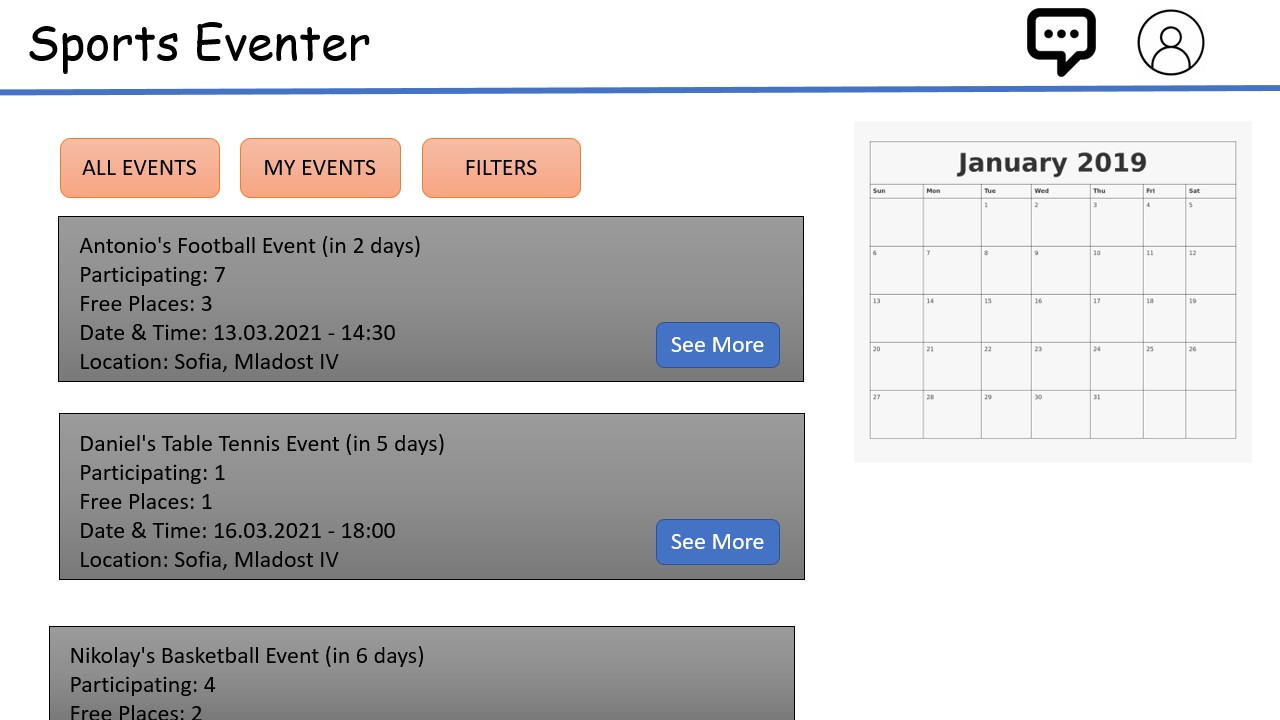 Sports Eventer
ALL EVENTS
MY EVENTS
FILTERS
Antonio's Football Event (in 2 days)
Participating: 7
Free Places: 3
Date & Time: 13.03.2021 - 14:30
Location: Sofia, Mladost IV
See More
Daniel's Table Tennis Event (in 5 days)
Participating: 1
Free Places: 1
Date & Time: 16.03.2021 - 18:00
Location: Sofia, Mladost IV
See More
Nikolay's Basketball Event (in 6 days)
Participating: 4
Free Places: 2
January 2019
Sun Mon Tue Wed Thu Fri Sat
1 2 3 4 5
6 7 8 9 10 11 12
13 14 15 16 17 18 19
20 21 22 23 24 25 26
27 28 29 30 31